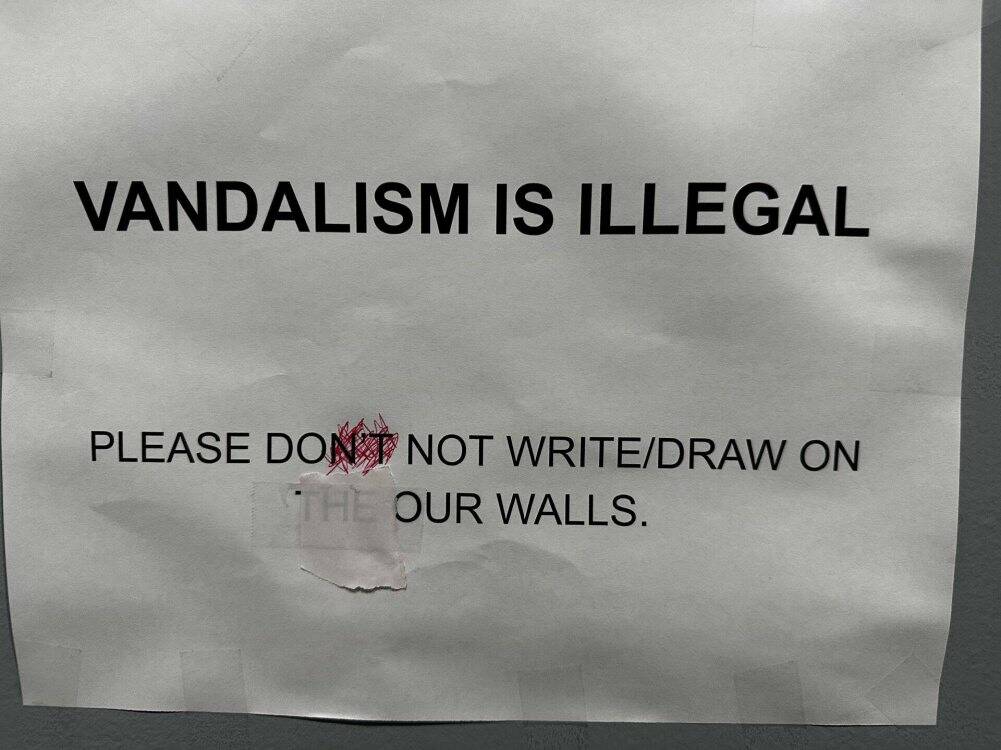 VANDALISM IS ILLEGAL
PLEASE DON'T NOT WRITE/DRAW ON
THE OUR WALLS.